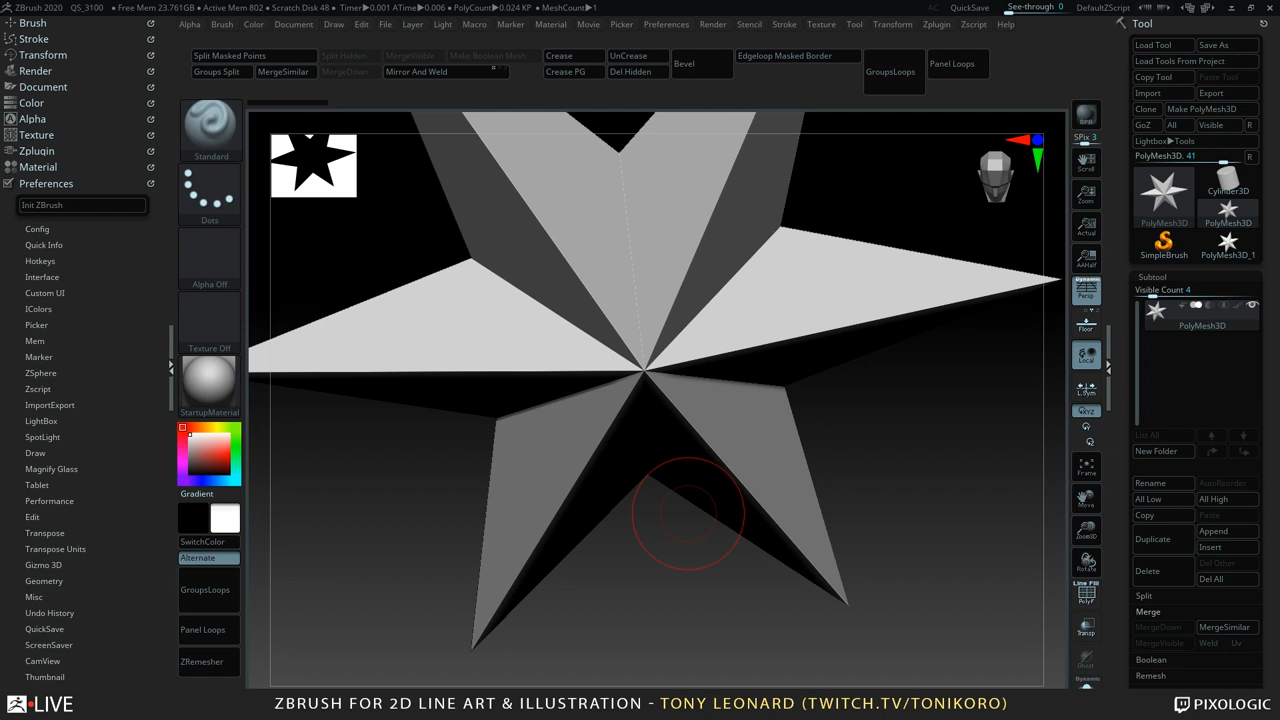 ZBrush 2020 QS_3100 • Free Mem 23.761GB • Active Mem 802 • Scratch Disk 48 • Timer▶0.001 ATime▶0.006 • PolyCount▶0.024 KP • MeshCount▶1
AC QuickSave See-through 0 DefaultZScript
Alpha Brush Color Document Draw Edit File Layer Light Macro Marker Material Movie Picker Preferences Render Stencil Stroke Texture Tool Transform Zplugin Zscript Help
Brush
Stroke
Transform
Render
Document
Color
Alpha
Texture
Zplugin
Material
Preferences
Init ZBrush
Config
Quick Info
Hotkeys
Interface
Custom UI
IColors
Picker
Mem
Marker
ZSphere
Zscript
ImportExport
LightBox
SpotLight
Draw
Magnify Glass
Tablet
Performance
Edit
Transpose
Transpose Units
Gizmo 3D
Geometry
Misc
Undo History
QuickSave
ScreenSaver
CamView
Thumbnail
Split Masked Points Split Hidden MergeVisible Make Boolean Mesh Crease UnCrease Bevel Edgeloop Masked Border GroupsLoops Panel Loops
Groups Split MergeSimilar MergeDown Mirror And Weld Crease PG Del Hidden
Standard
Dots
Alpha Off
Texture Off
StartupMaterial
Gradient
SwitchColor
Alternate
GroupsLoops
Panel Loops
ZRemesher
BPR
SPix 3
Scroll
Zoom
Actual
AAHalf
Dynamic
Persp
Floor
Local
L.Sym
XYZ
Frame
Move
Zoom3D
Rotate
Line Fill
PolyF
Transp
Ghost
Dynamic
Tool
Load Tool Save As
Load Tools From Project
Copy Tool Paste Tool
Import Export
Clone Make PolyMesh3D
GoZ All Visible R
Lightbox▶Tools
PolyMesh3D. 41 R
Cylinder3D
PolyMesh3D PolyMesh3D
SimpleBrush PolyMesh3D_1
Subtool
Visible Count 4
PolyMesh3D
List All
New Folder
Rename AutoReorder
All Low All High
Copy Paste
Duplicate Append
Insert
Delete Del Other
Del All
Split
Merge
MergeDown MergeSimilar
MergeVisible Weld Uv
Boolean
Remesh
LIVE ZBRUSH FOR 2D LINE ART & ILLUSTRATION - TONY LEONARD (TWITCH.TV/TONIKORO) PIXOLOGIC